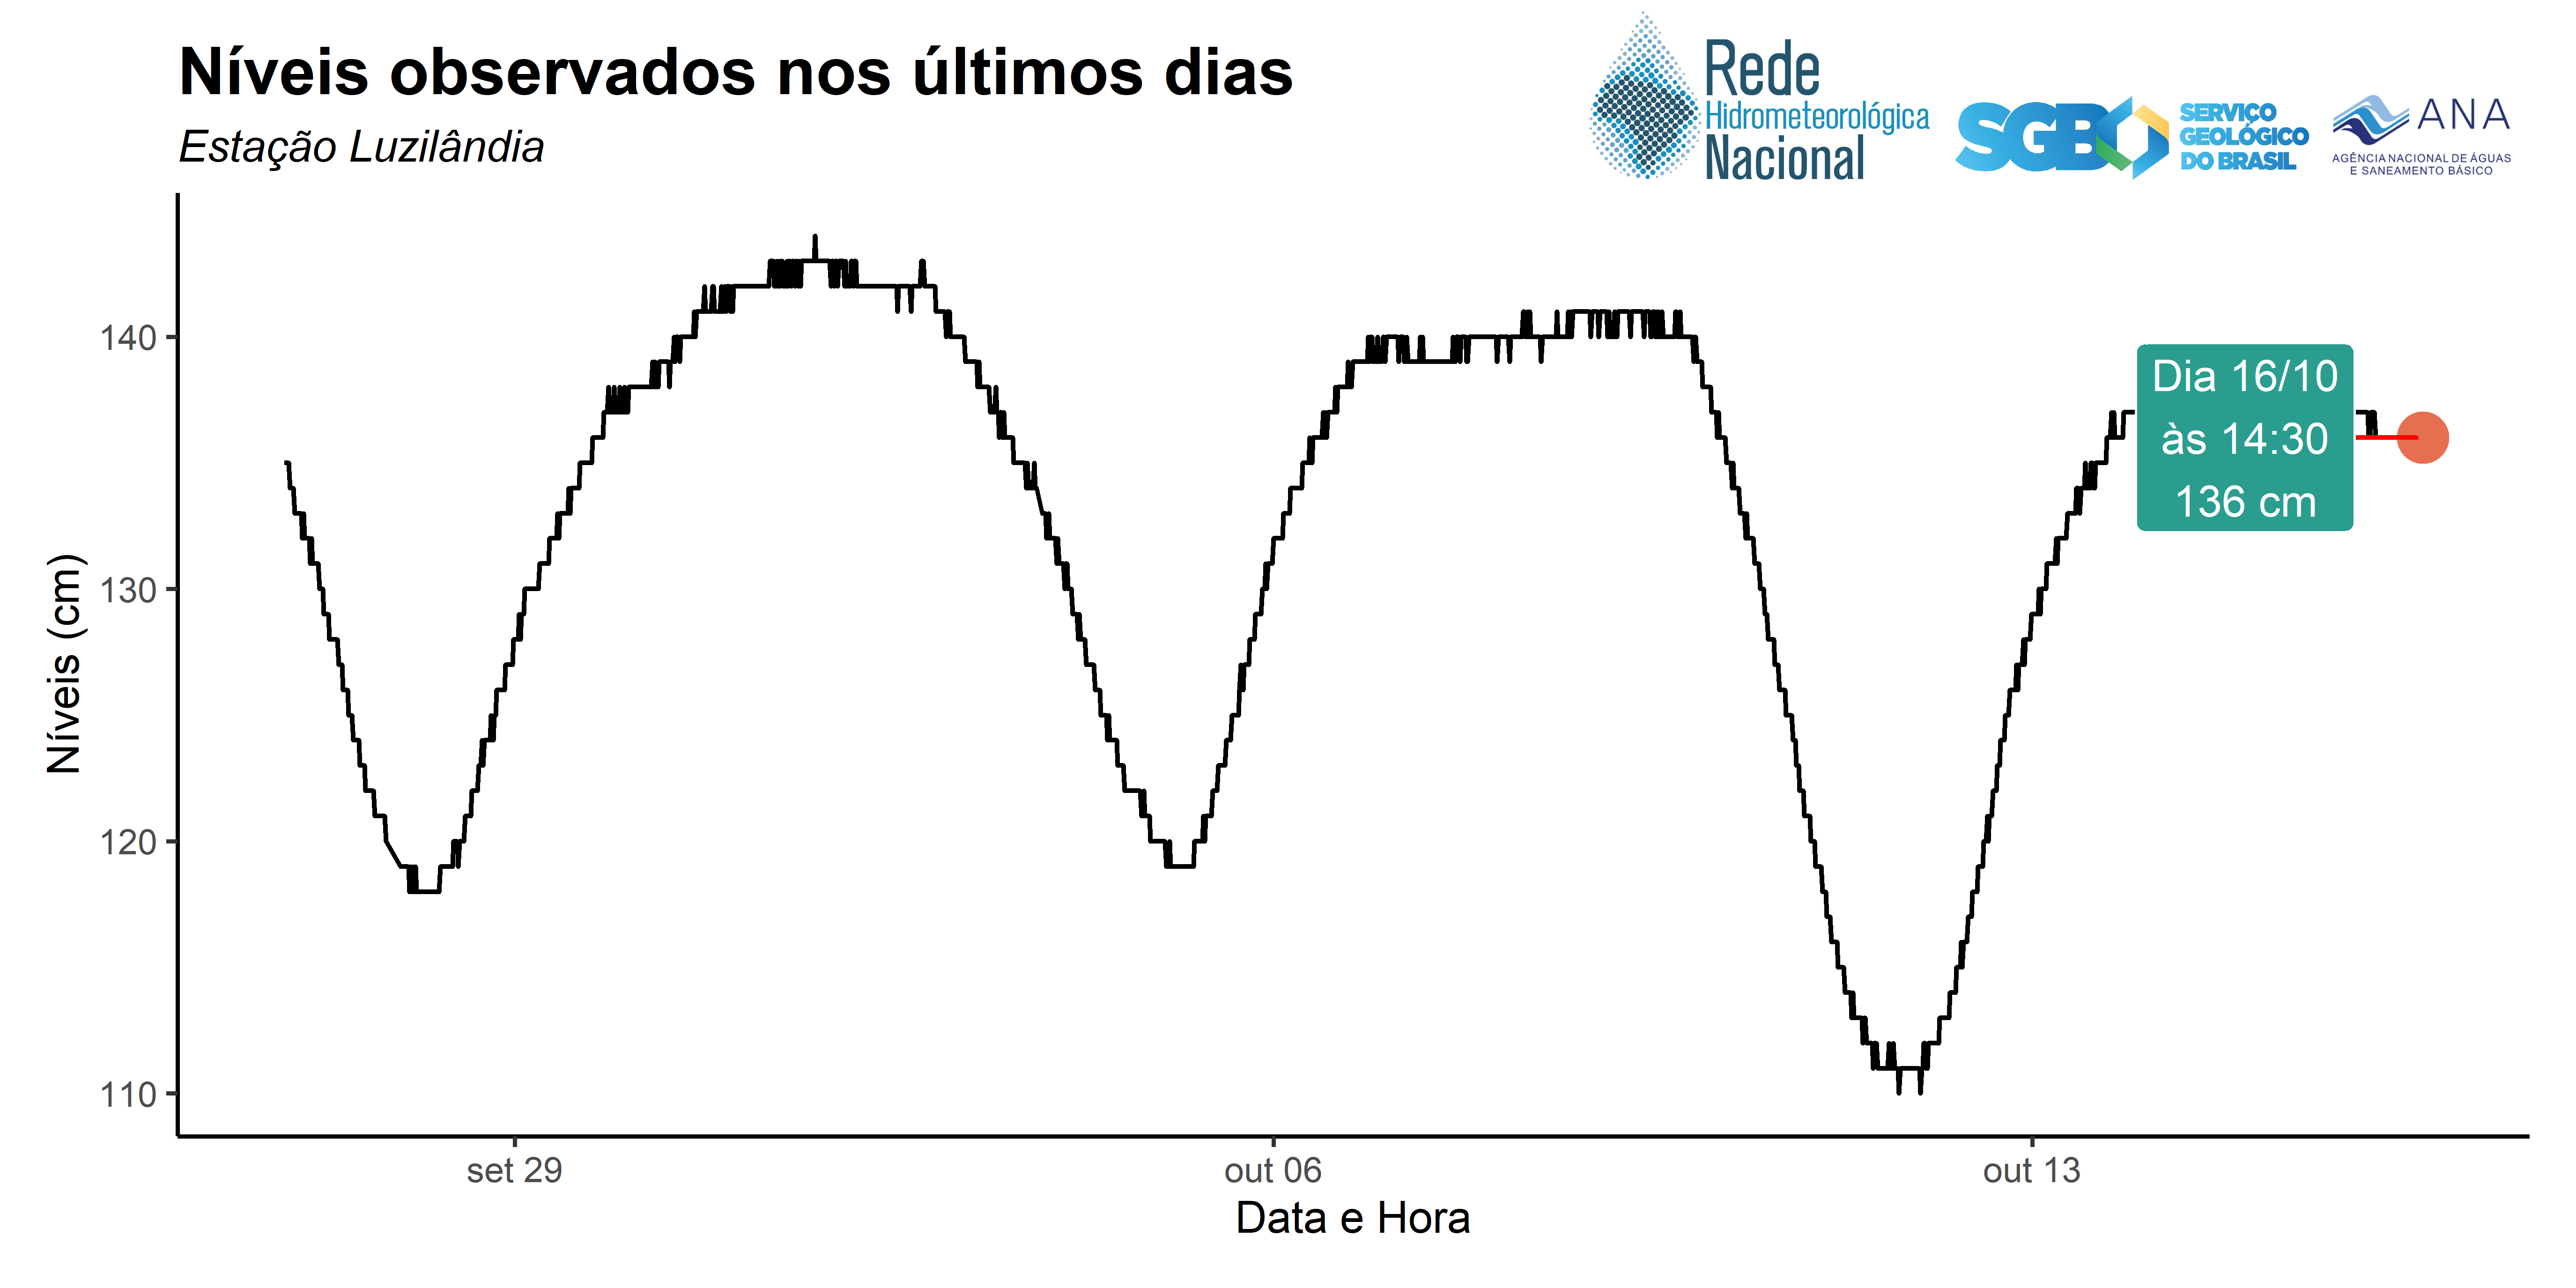 Níveis observados nos últimos dias
Estação Luzilândia
Rede
Hidrometeorológica
Nacional
SGB
SERVIÇO
GEOLÓGICO
DO BRASIL
ANA
AGÊNCIA NACIONAL DE ÁGUAS
E SANEAMENTO BÁSICO
Níveis (cm)
140
130
120
110
Dia 16/10
às 14:30
136 cm
set 29
out 06
out 13
Data e Hora